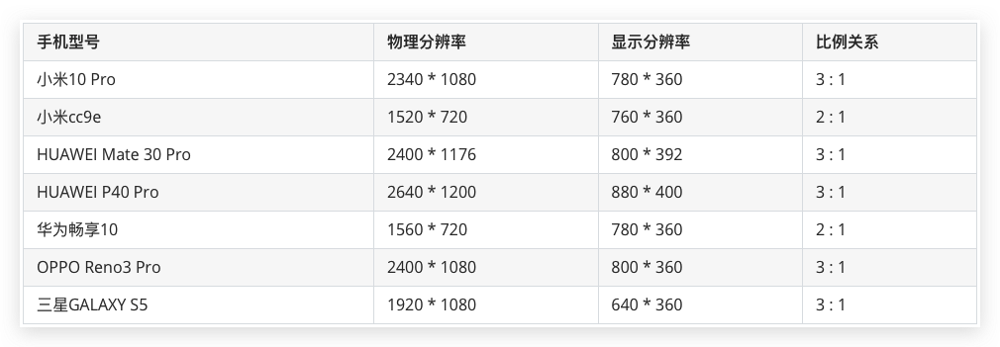 手机型号 物理分辨率 显示分辨率 比例关系
小米10 Pro 2340 * 1080 780 * 360 3 : 1
小米cc9e 1520 * 720 760 * 360 2 : 1
HUAWEI Mate 30 Pro 2400 * 1176 800 * 392 3 : 1
HUAWEI P40 Pro 2640 * 1200 880 * 400 3 : 1
华为畅享10 1560 * 720 780 * 360 2 : 1
OPPO Reno3 Pro 2400 * 1080 800 * 360 3 : 1
三星GALAXY S5 1920 * 1080 640 * 360 3 : 1